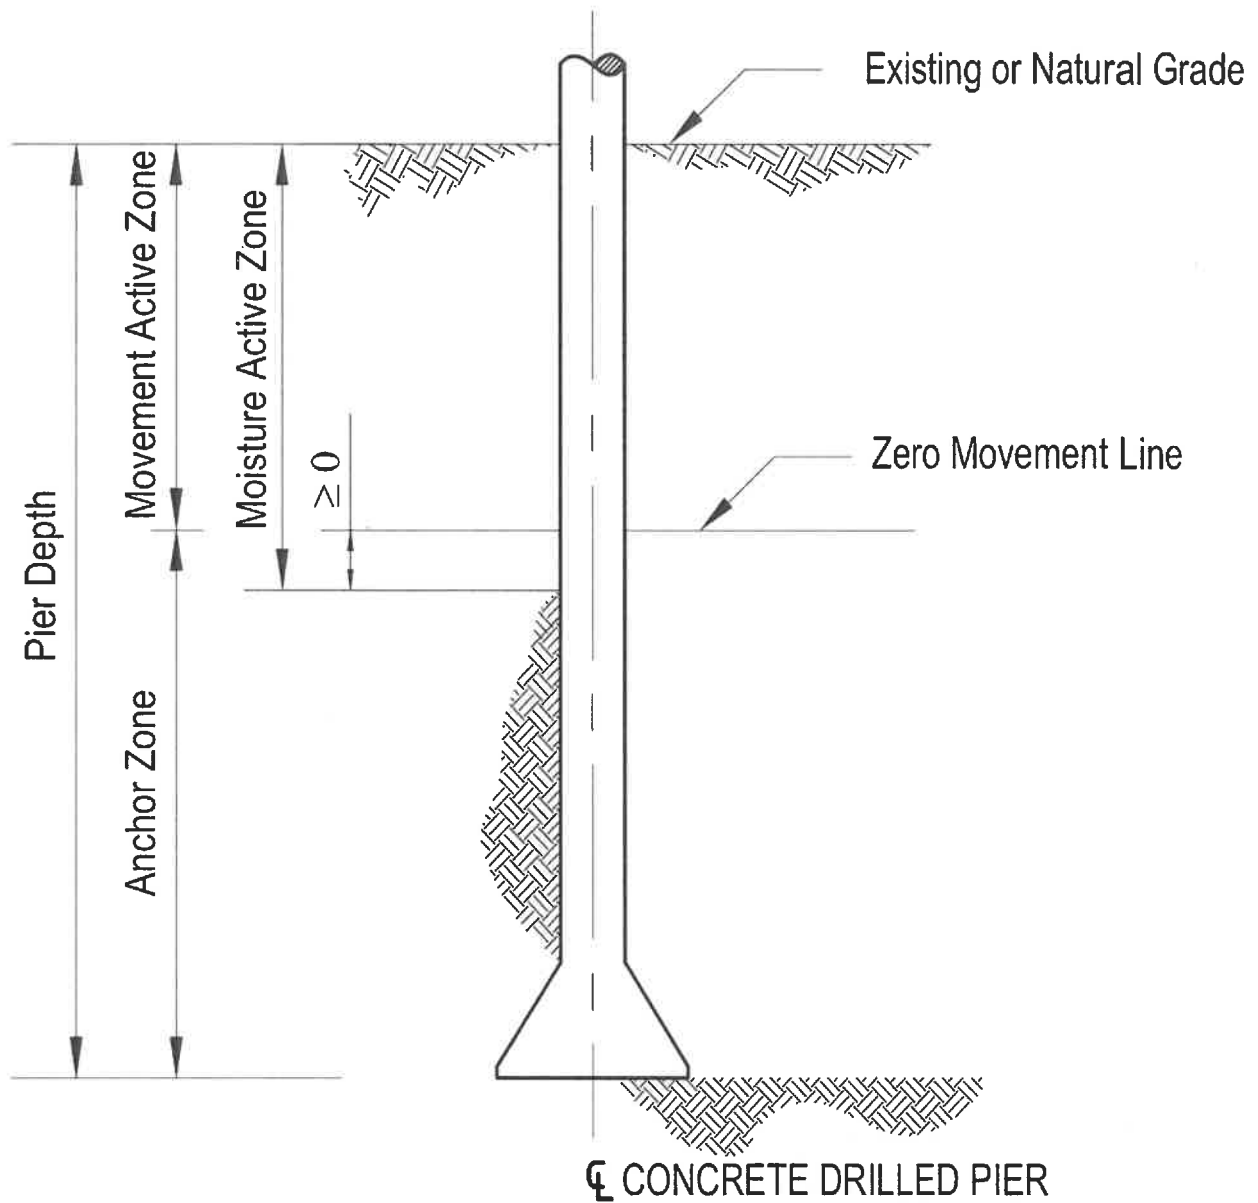 Existing or Natural Grade
Movement Active Zone
Moisture Active Zone
≥ 0
Zero Movement Line
Pier Depth
Anchor Zone
℄ CONCRETE DRILLED PIER